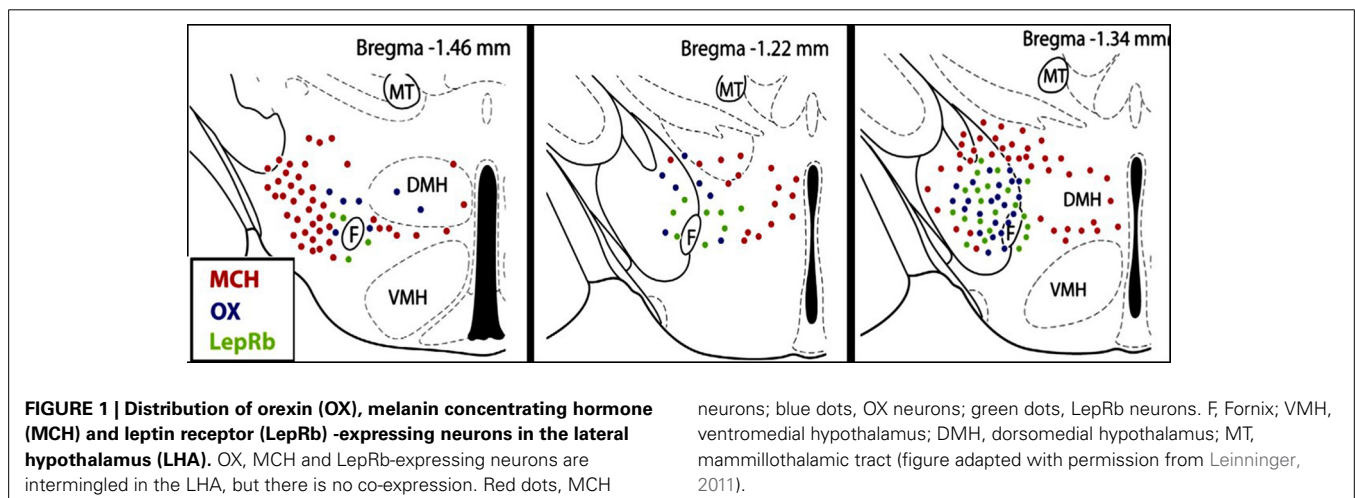 Bregma -1.46 mm
MT
DMH
F
VMH
MCH
OX
LepRb
Bregma -1.22 mm
MT
F
Bregma -1.34 mm
MT
DMH
F
VMH
FIGURE 1 | Distribution of orexin (OX), melanin concentrating hormone
(MCH) and leptin receptor (LepRb) -expressing neurons in the lateral
hypothalamus (LHA). OX, MCH and LepRb-expressing neurons are
intermingled in the LHA, but there is no co-expression. Red dots, MCH
neurons; blue dots, OX neurons; green dots, LepRb neurons. F, Fornix; VMH,
ventromedial hypothalamus; DMH, dorsomedial hypothalamus; MT,
mammillothalamic tract (figure adapted with permission from Leinninger,
2011).